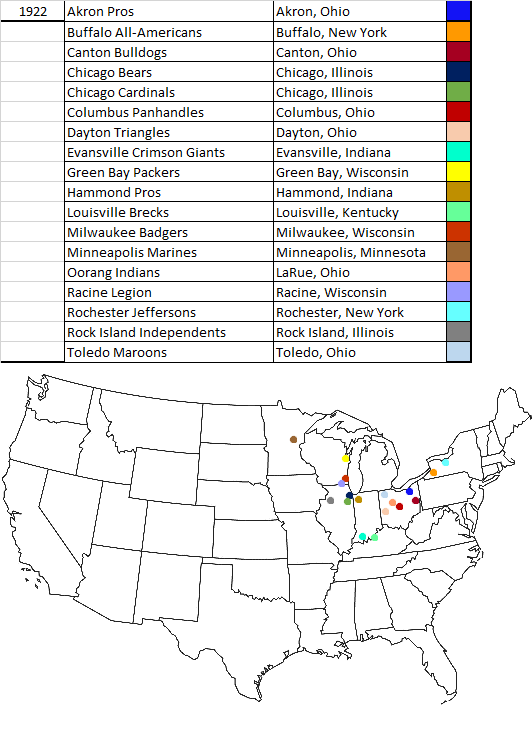 1922 Akron Pros Akron, Ohio
Buffalo All-Americans Buffalo, New York
Canton Bulldogs Canton, Ohio
Chicago Bears Chicago, Illinois
Chicago Cardinals Chicago, Illinois
Columbus Panhandles Columbus, Ohio
Dayton Triangles Dayton, Ohio
Evansville Crimson Giants Evansville, Indiana
Green Bay Packers Green Bay, Wisconsin
Hammond Pros Hammond, Indiana
Louisville Brecks Louisville, Kentucky
Milwaukee Badgers Milwaukee, Wisconsin
Minneapolis Marines Minneapolis, Minnesota
Oorang Indians LaRue, Ohio
Racine Legion Racine, Wisconsin
Rochester Jeffersons Rochester, New York
Rock Island Independents Rock Island, Illinois
Toledo Maroons Toledo, Ohio